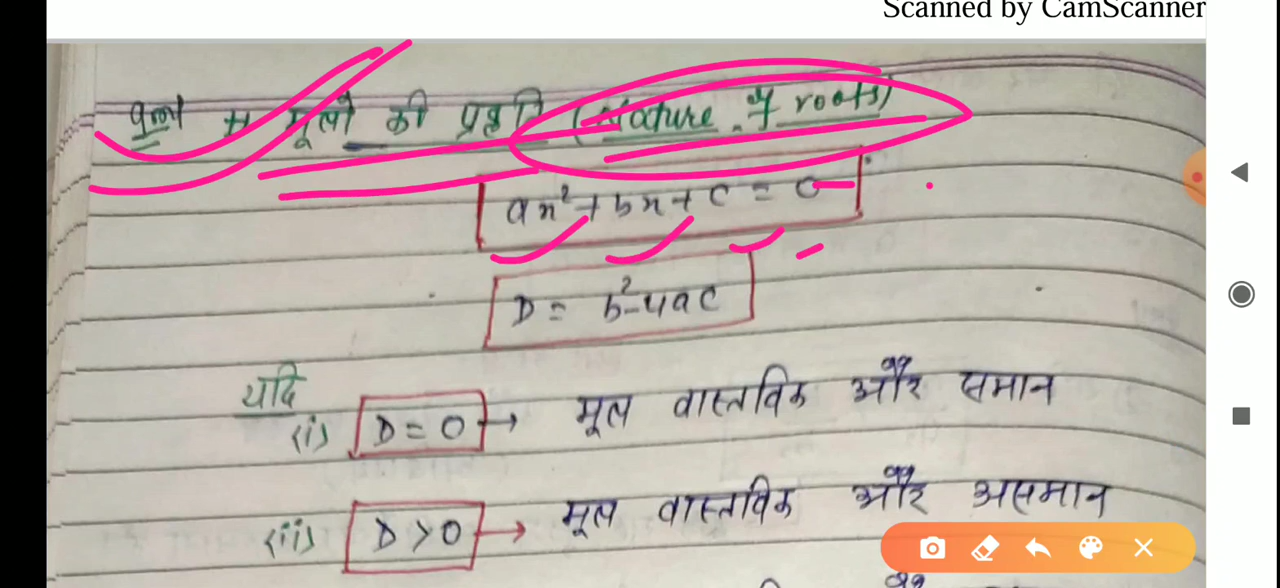 Scanned by CamScanner
मूलों की प्रकृति (Nature of roots)
ax²+bx+c = 0
D = b²-4ac
यदि
(i) D = 0 → मूल वास्तविक और समान
(ii) D > 0 → मूल वास्तविक और असमान